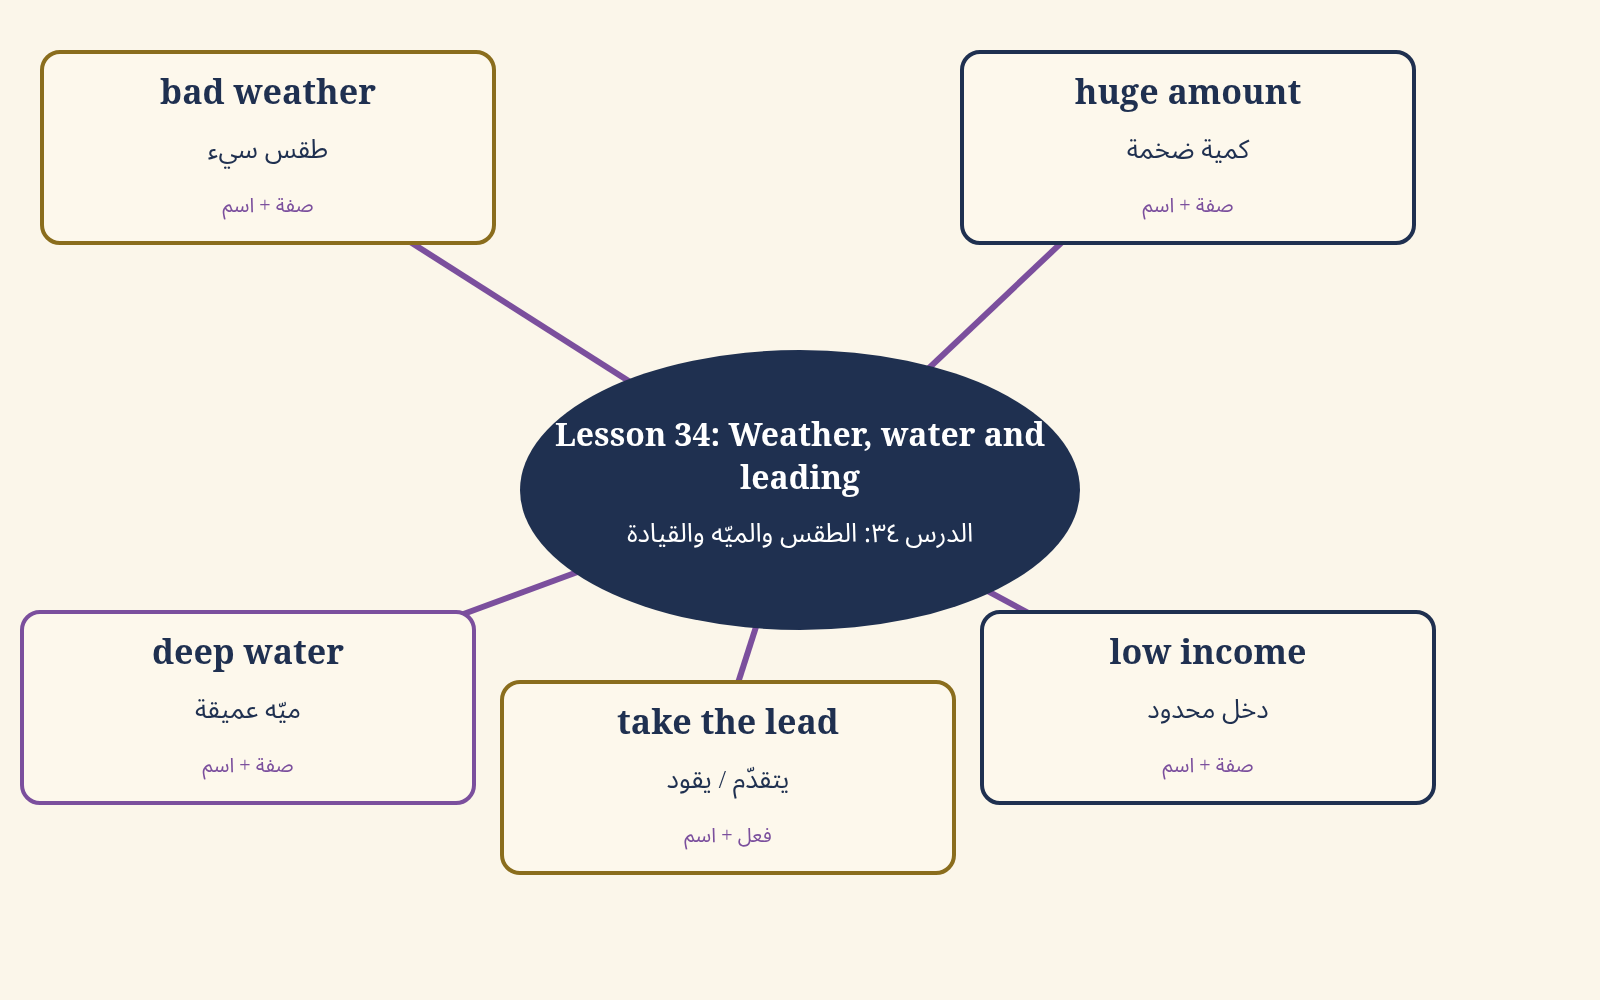 bad weather
طقس سيء
صفة + اسم
huge amount
كمية ضخمة
صفة + اسم
Lesson 34: Weather, water and
leading
الدرس ٣٤: الطقس والميّه والقيادة
deep water
ميّه عميقة
صفة + اسم
take the lead
يتقدّم / يقود
فعل + اسم
low income
دخل محدود
صفة + اسم